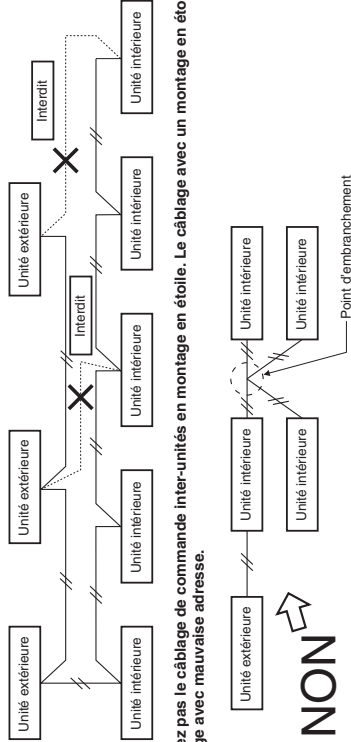 Interdit
Unité extérieure
Unité extérieure
Unité extérieure
Interdit
Unité intérieure
Unité intérieure
Unité intérieure
Unité intérieure
Unité intérieure
ez pas le câblage de commande inter-unités en montage en étoile. Le câblage avec un montage en éto
ge avec mauvaise adresse.
Unité extérieure
Unité intérieure
Unité intérieure
Unité intérieure
Unité intérieure
NON
Point d'embranchement